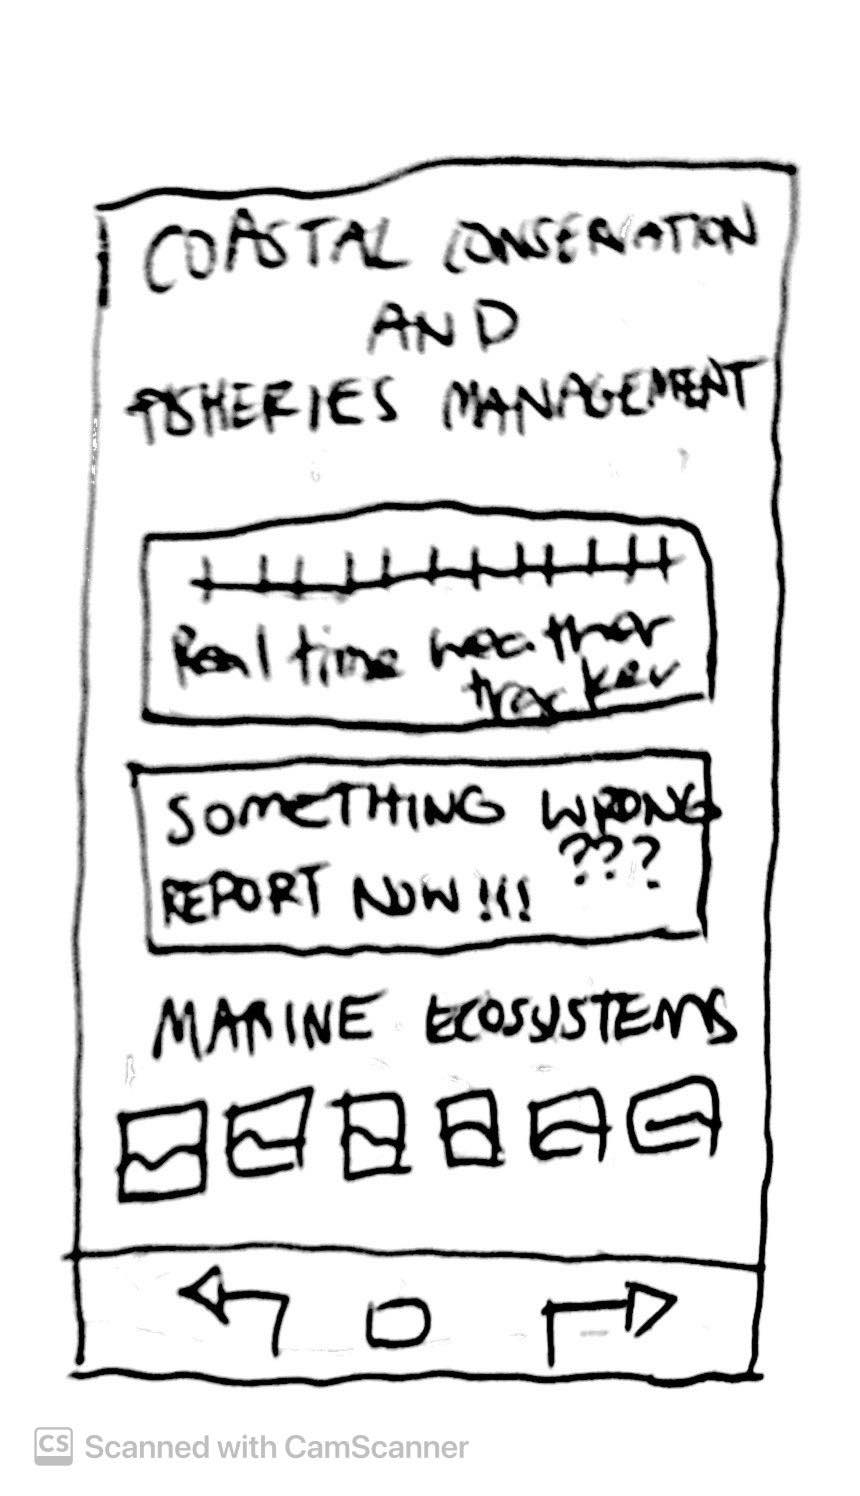 COASTAL CONSERVATION
AND
FISHERIES MANAGEMENT
Real time weather
tracker
SOMETHING WRONG
???
REPORT NOW!!!
MARINE ECOSYSTEMS
CS Scanned with CamScanner